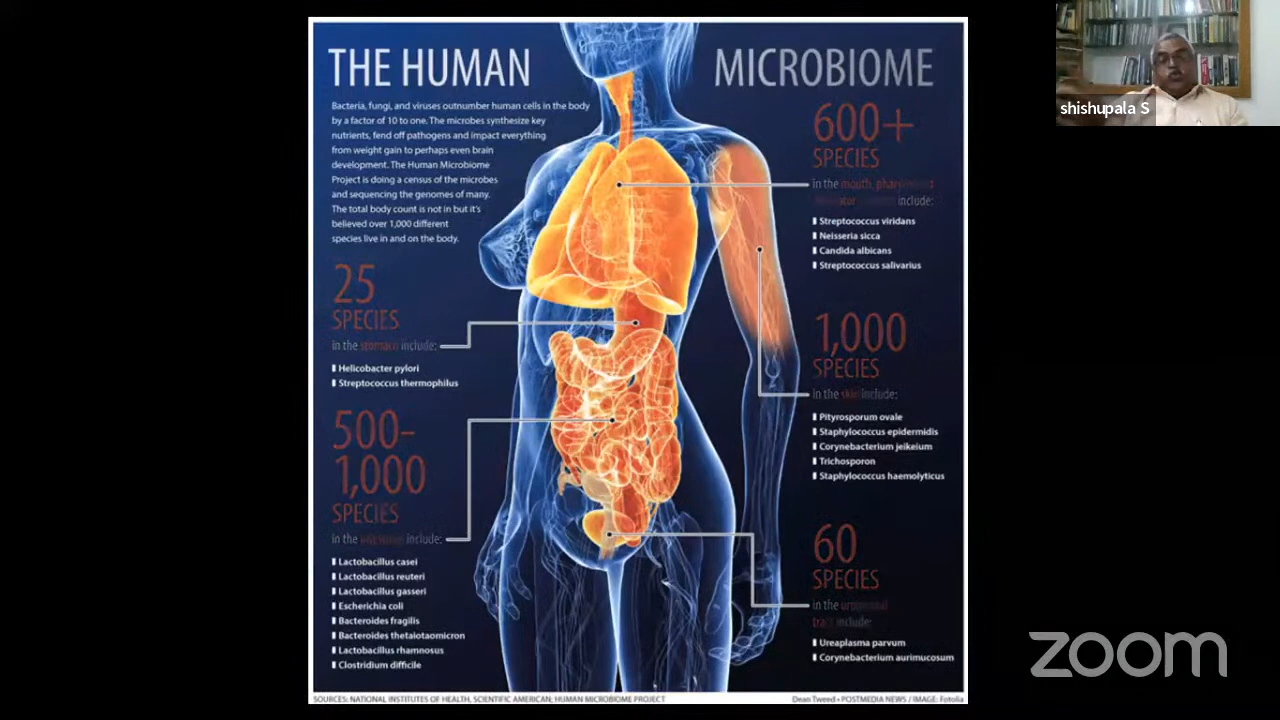 THE HUMAN MICROBIOME
Bacteria, fungi, and viruses outnumber human cells in the body
by a factor of 10 to one. The microbes synthesize key
nutrients, fend off pathogens and impact everything
from weight gain to perhaps even brain
development. The Human Microbiome
Project is doing a census of the microbes
and sequencing the genomes of many.
The total body count is not in but it's
believed over 1,000 different
species live in and on the body.
25
SPECIES
in the stomach include:
Helicobacter pylori
Streptococcus thermophilus
500-
1,000
SPECIES
in the include:
Lactobacillus casei
Lactobacillus reuteri
Lactobacillus gasseri
Escherichia coli
Bacteroides fragilis
Bacteroides thetaiotaomicron
Lactobacillus rhamnosus
Clostridium difficile
600+
SPECIES
in the mouth,
include:
Streptococcus viridans
Neisseria sicca
Candida albicans
Streptococcus salivarius
1,000
SPECIES
in the skin include:
Pityrosporum ovale
Staphylococcus epidermidis
Corynebacterium jeikeium
Trichosporon
Staphylococcus haemolyticus
60
SPECIES
in the
include:
Ureaplasma parvum
Corynebacterium aurimucosum
SOURCES: NATIONAL INSTITUTES OF HEALTH, SCIENTIFIC AMERICAN; HUMAN MICROBIOME PROJECT
Dean Tweed • POSTMEDIA NEWS / IMAGE: Fotolia
shishupala S
zoom